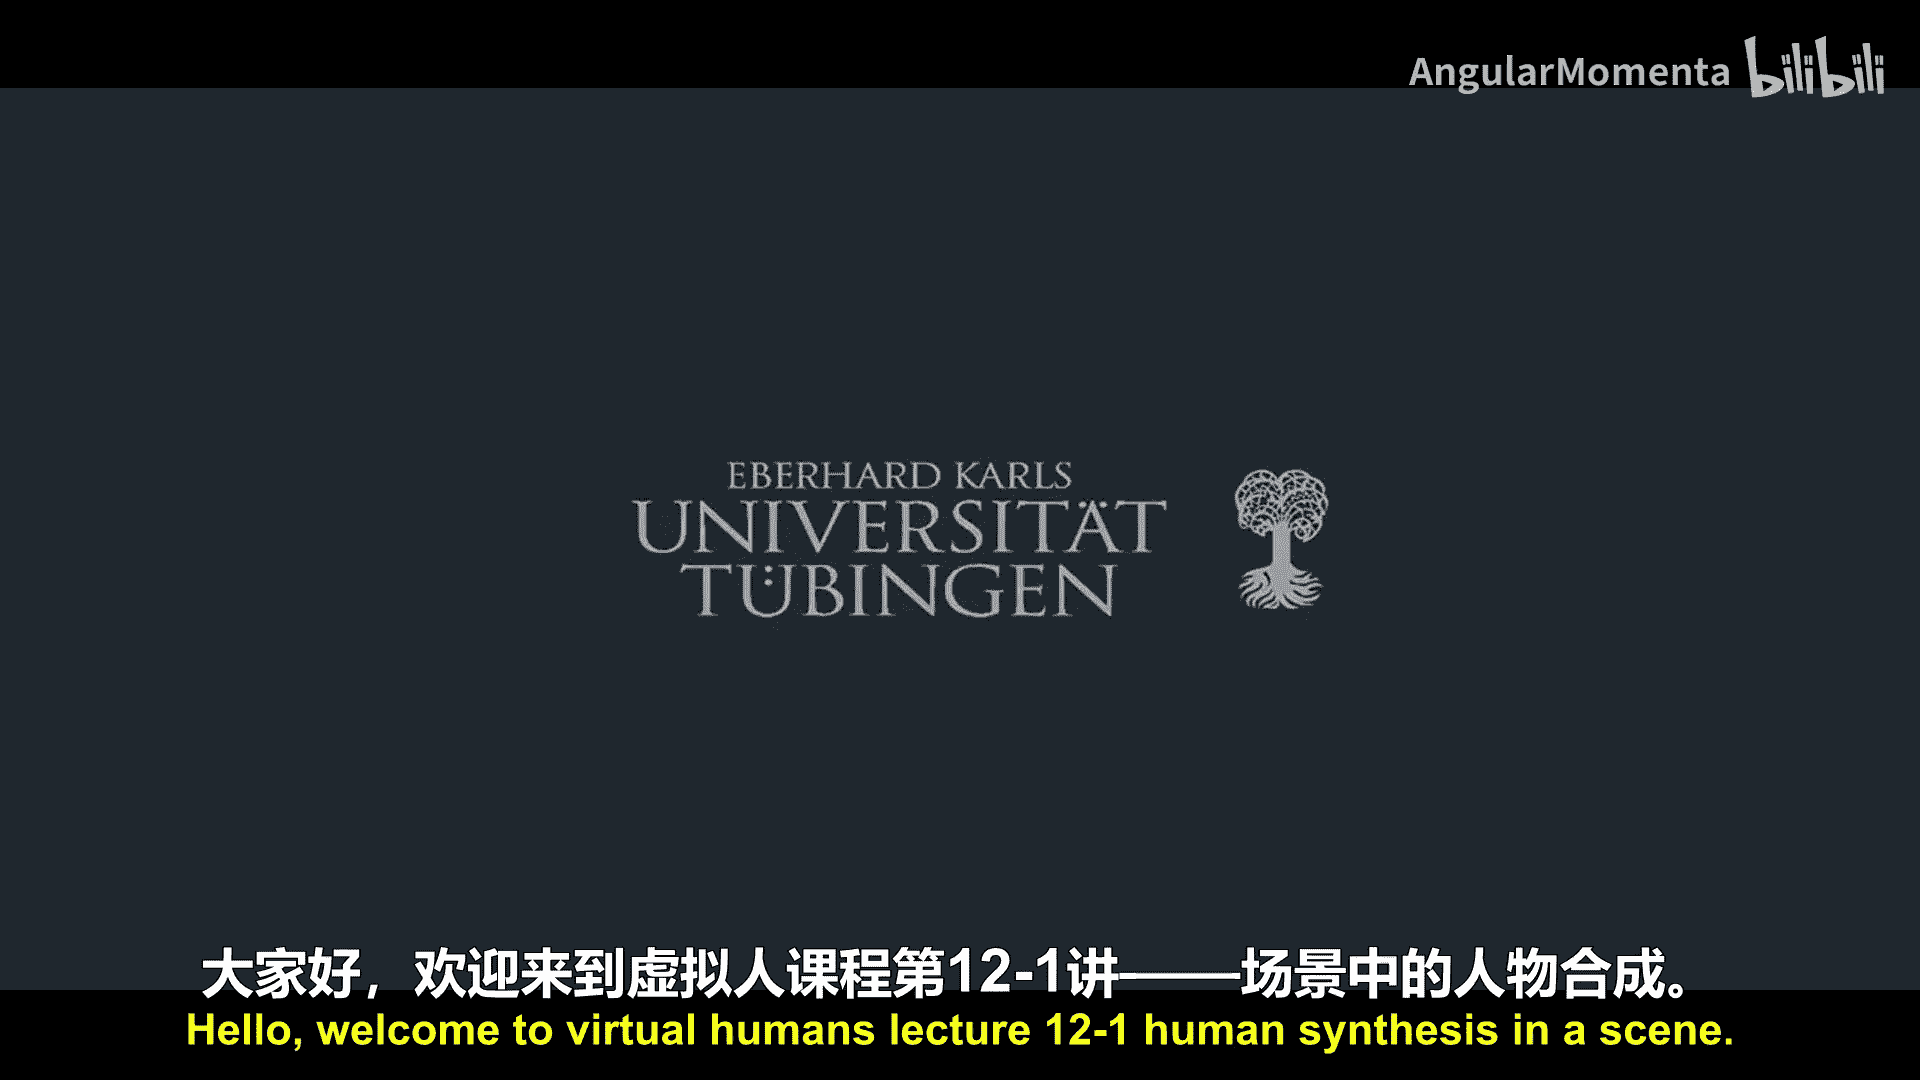 AngularMomenta bilibili
EBERHARD KARLS
UNIVERSITÄT
TÜBINGEN
大家好，欢迎来到虚拟人课程第12-1讲——场景中的人物合成。
Hello, welcome to virtual humans lecture 12-1 human synthesis in a scene.